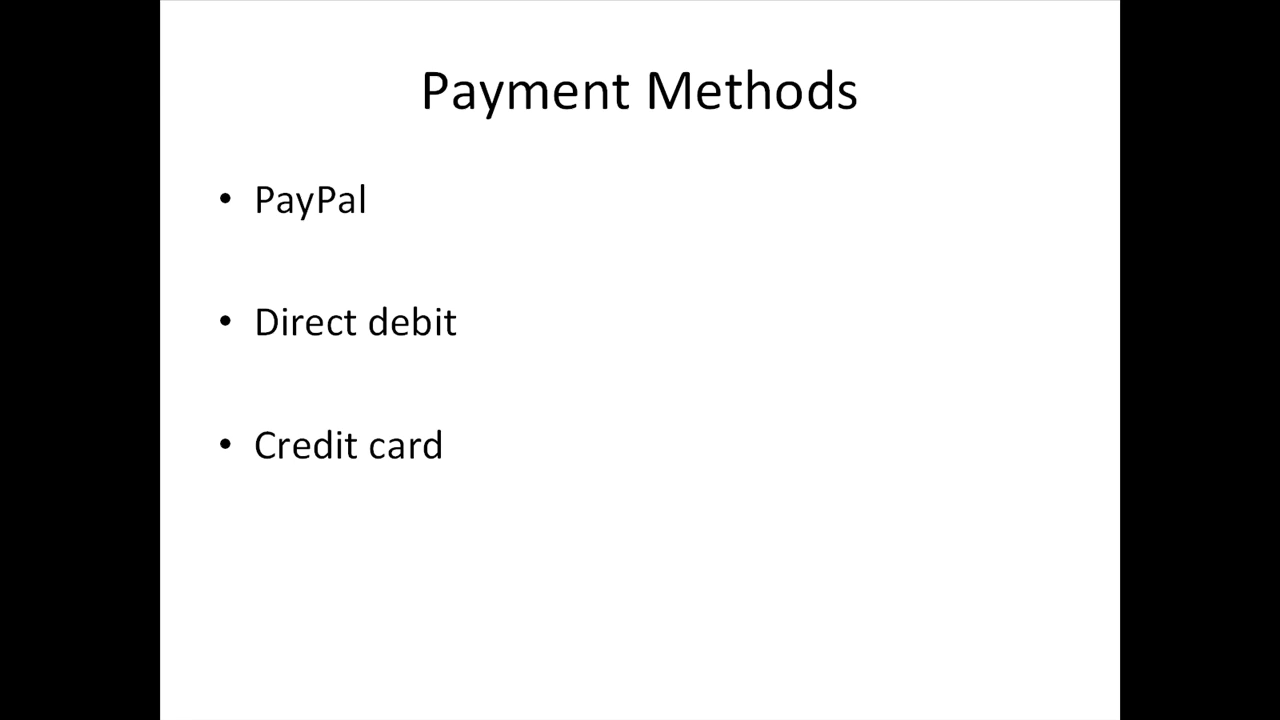 Payment Methods
• PayPal
• Direct debit
• Credit card